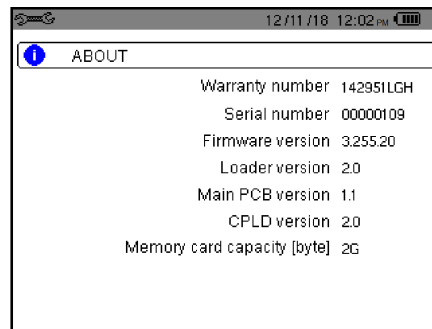 12/11/18 12:02 PM
ABOUT
Warranty number 142951LGH
Serial number 00000109
Firmware version 3.255.20
Loader version 2.0
Main PCB version 1.1
CPLD version 2.0
Memory card capacity [byte] 2G